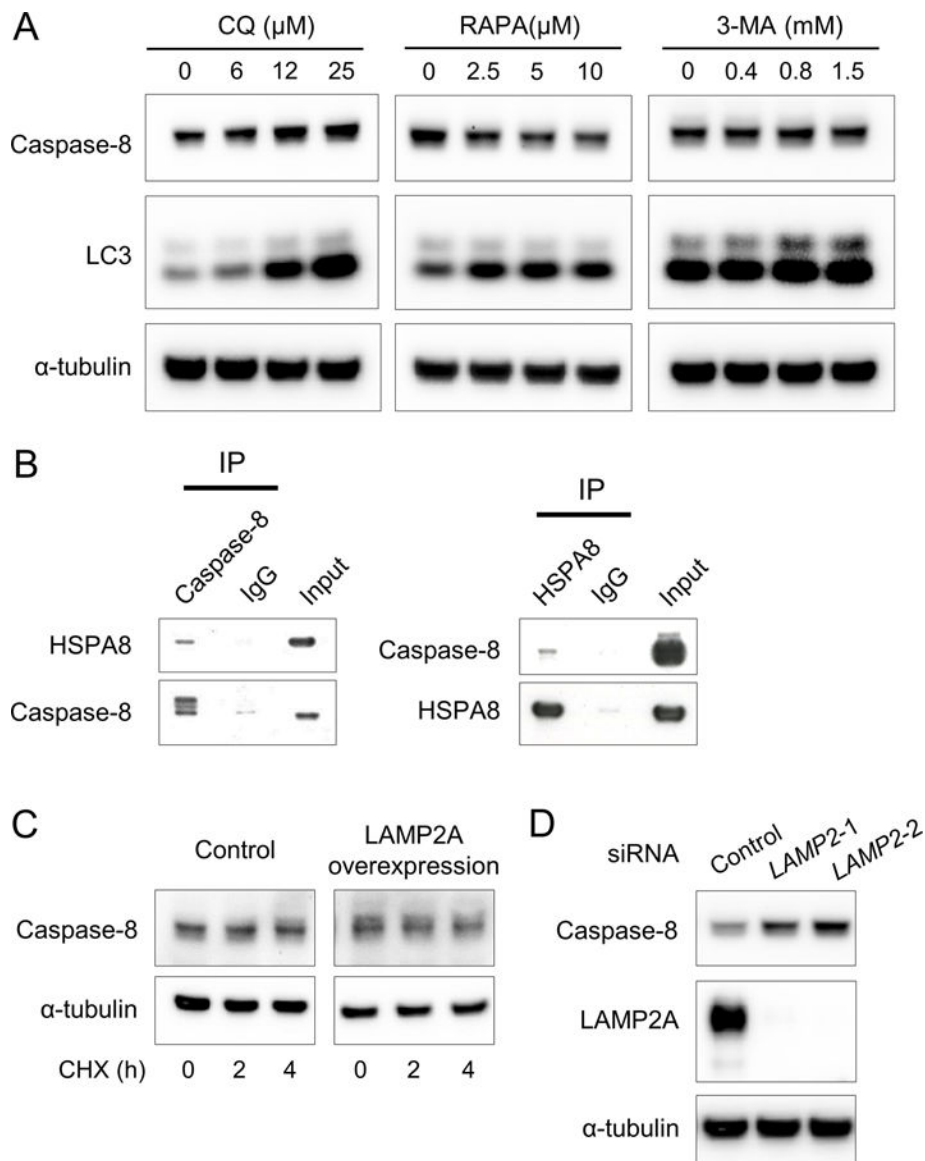 A
CQ (µM) RAPA(µM) 3-MA (mM)
0 6 12 25 0 2.5 5 10 0 0.4 0.8 1.5
Caspase-8
LC3
α-tubulin
B
IP IP
Caspase-8 IgG Input HSPA8 IgG Input
HSPA8 Caspase-8
Caspase-8 HSPA8
C
Control LAMP2A
overexpression
Caspase-8
α-tubulin
CHX (h) 0 2 4 0 2 4
D
siRNA Control LAMP2-1 LAMP2-2
Caspase-8
LAMP2A
α-tubulin